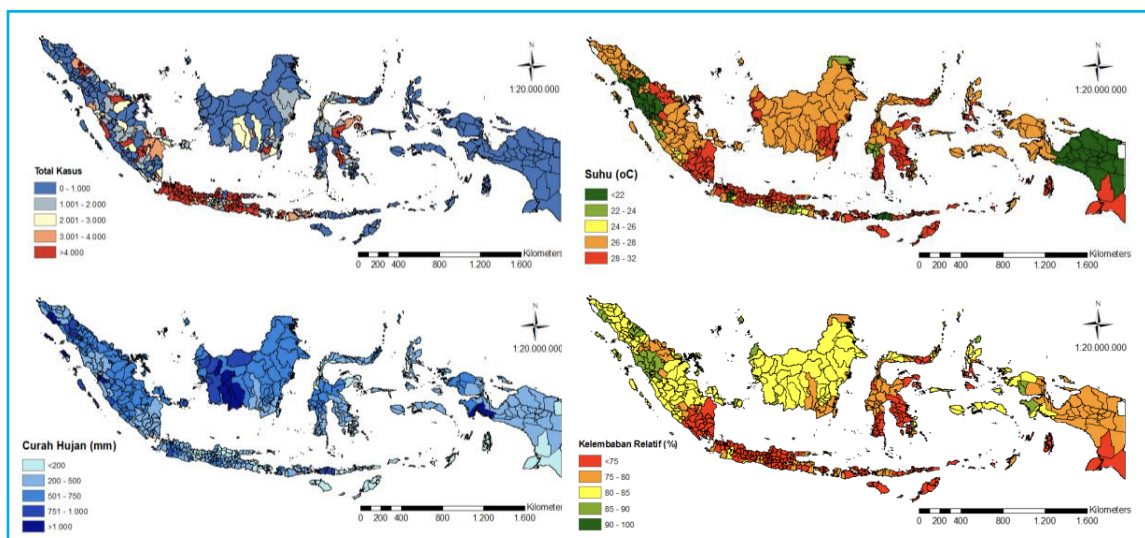 N
1:20.000.000
Total Kasus
0 - 1.000
1.001 - 2.000
2.001 - 3.000
3.001 - 4.000
>4.000
Kilometers
0 200 400 800 1.200 1.600
N
1:20.000.000
Suhu (oC)
<22
22 - 24
24 - 26
26 - 28
28 - 32
Kilometers
0 200 400 800 1.200 1.600
N
1:20.000.000
Curah Hujan (mm)
<200
200 - 500
501 - 750
751 - 1.000
>1.000
Kilometers
0 200 400 800 1.200 1.600
N
1:20.000.000
Kelembaban Relatif (%)
<75
75 - 80
80 - 85
85 - 90
90 - 100
Kilometers
0 200 400 800 1.200 1.600